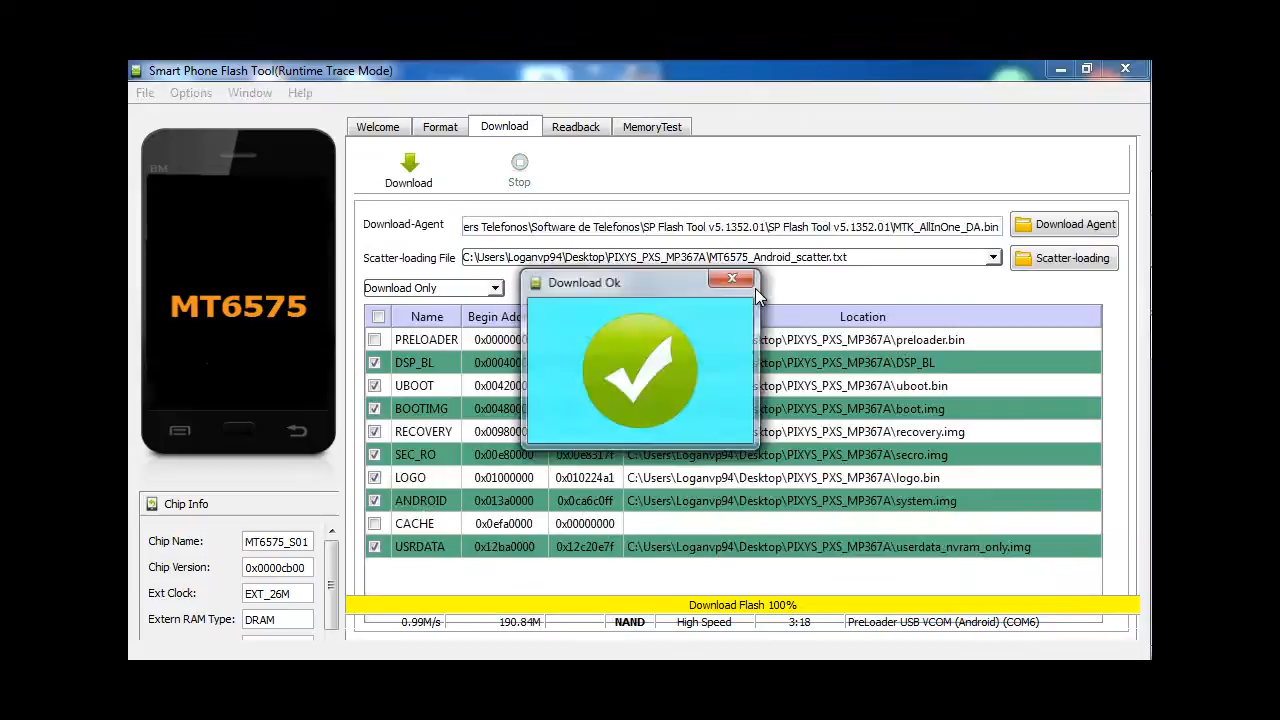 Smart Phone Flash Tool(Runtime Trace Mode)
File Options Window Help
Welcome Format Download Readback MemoryTest
BM
Download Stop
Download-Agent ers Telefonos\Software de Telefonos\SP Flash Tool v5.1352.01\SP Flash Tool v5.1352.01\MTK_AllInOne_DA.bin Download Agent
Scatter-loading File C:\Users\Loganvp94\Desktop\PIXYS_PXS_MP367A\MT6575_Android_scatter.txt Scatter-loading
Download Only
Download Ok
MT6575
Name Begin Location
PRELOADER ktop\PIXYS_PXS_MP367A\preloader.bin
DSP_BL ktop\PIXYS_PXS_MP367A\DSP_BL
UBOOT ktop\PIXYS_PXS_MP367A\uboot.bin
BOOTIMG ktop\PIXYS_PXS_MP367A\boot.img
RECOVERY ktop\PIXYS_PXS_MP367A\recovery.img
SEC_RO 0x00e80000 0x00e8317f C:\Users\Loganvp94\Desktop\PIXYS_PXS_MP367A\secro.img
LOGO 0x01000000 0x010224a1 C:\Users\Loganvp94\Desktop\PIXYS_PXS_MP367A\logo.bin
ANDROID 0x013a0000 0x0ca6c0ff C:\Users\Loganvp94\Desktop\PIXYS_PXS_MP367A\system.img
CACHE 0x0efa0000 0x00000000
USRDATA 0x12ba0000 0x12c20e7f C:\Users\Loganvp94\Desktop\PIXYS_PXS_MP367A\userdata_nvram_only.img
Chip Info
Chip Name: MT6575_S01
Chip Version: 0x0000cb00
Ext Clock: EXT_26M
Extern RAM Type: DRAM
Download Flash 100%
0.99M/s 190.84M NAND High Speed 3:18 PreLoader USB VCOM (Android) (COM6)